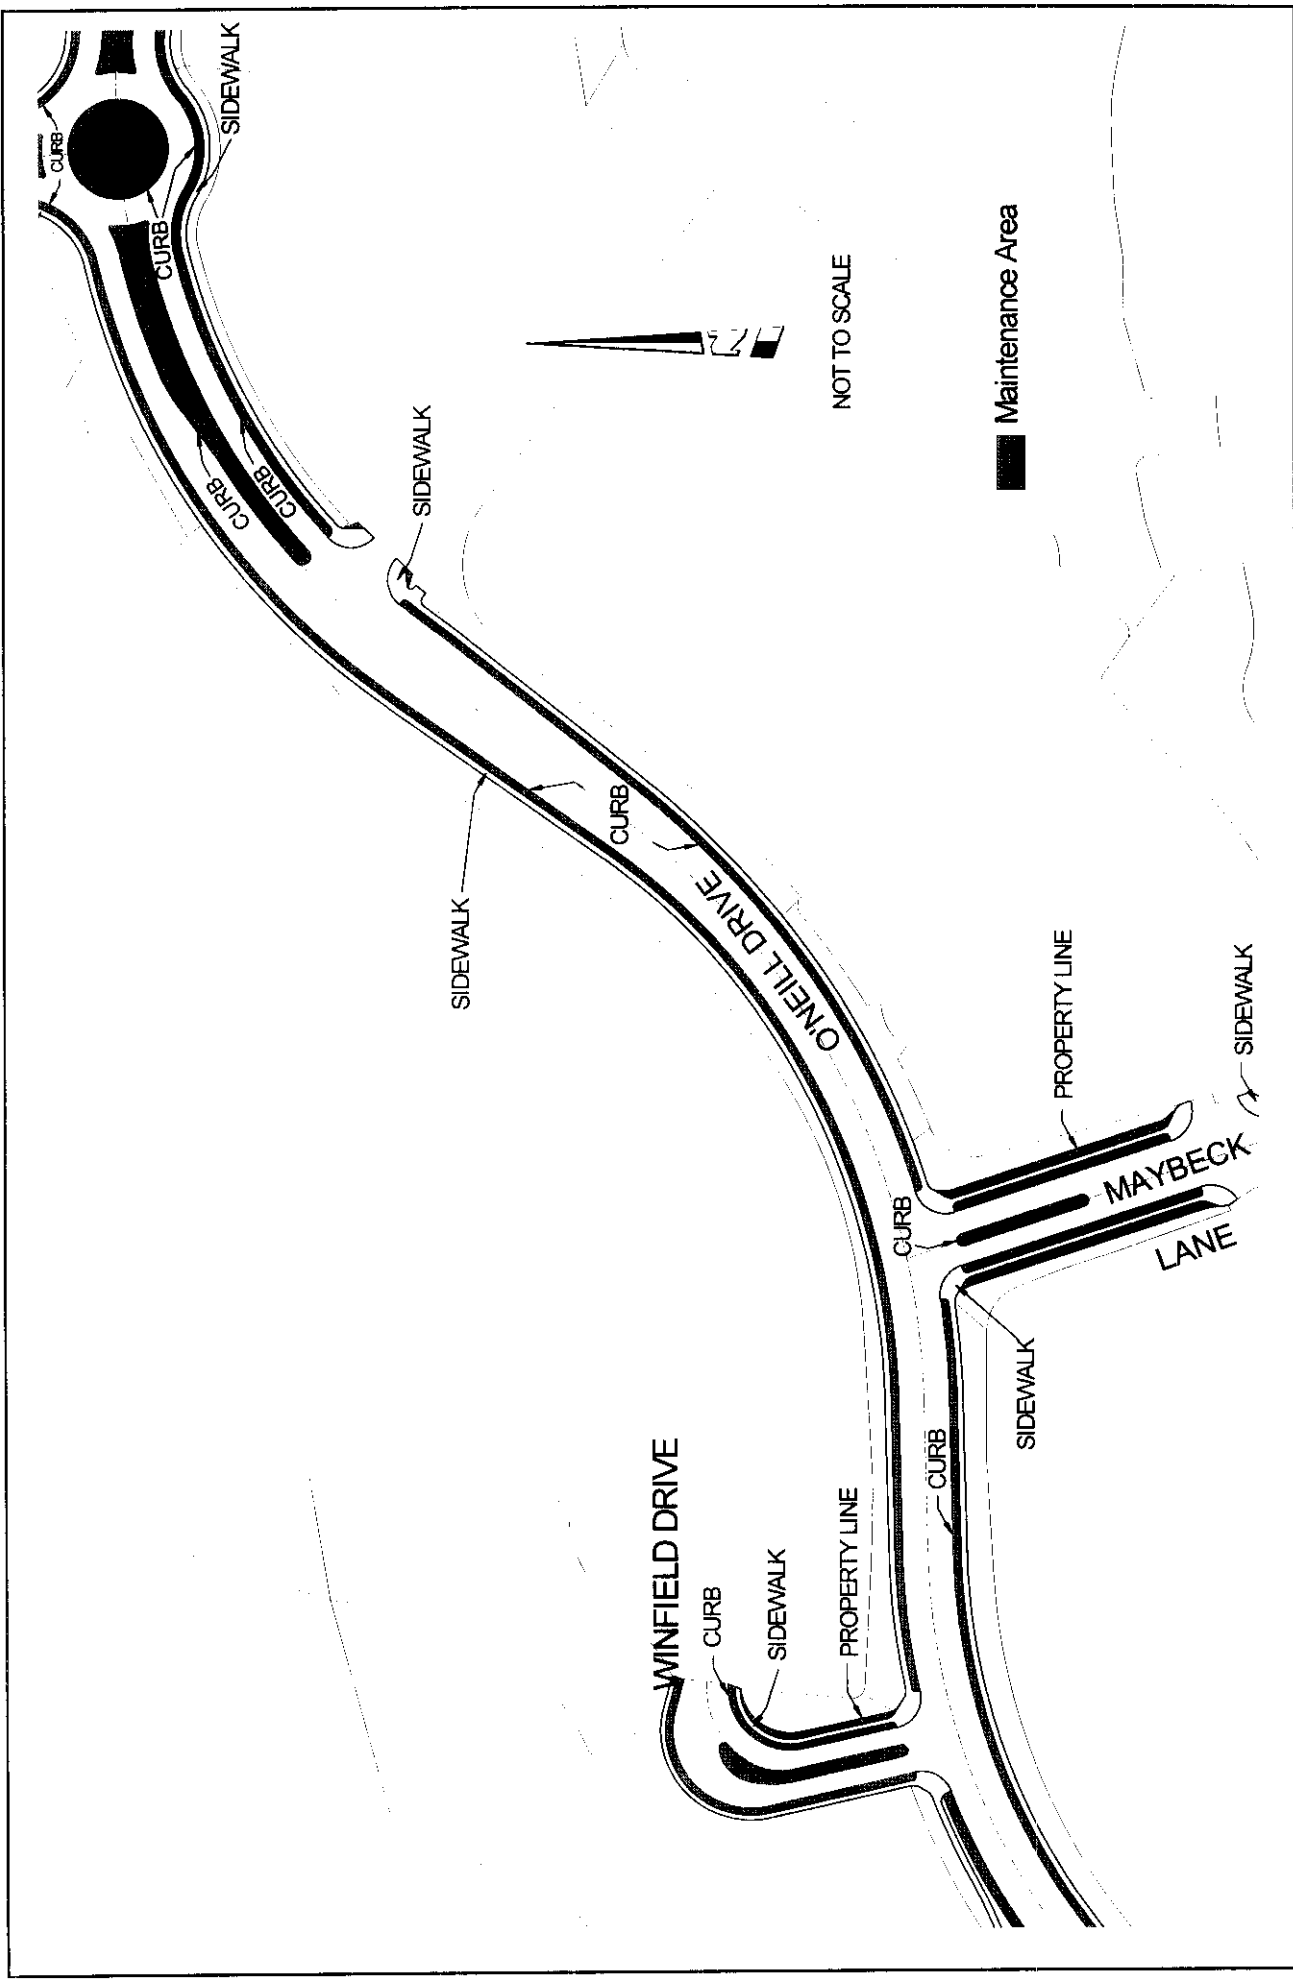 CURB
SIDEWALK
CURB
CURB
CURB
SIDEWALK
NOT TO SCALE
Maintenance Area
SIDEWALK
CURB
O'NEILL DRIVE
PROPERTY LINE
SIDEWALK
CURB
MAYBECK
LANE
SIDEWALK
CURB
WINFIELD DRIVE
CURB
SIDEWALK
PROPERTY LINE